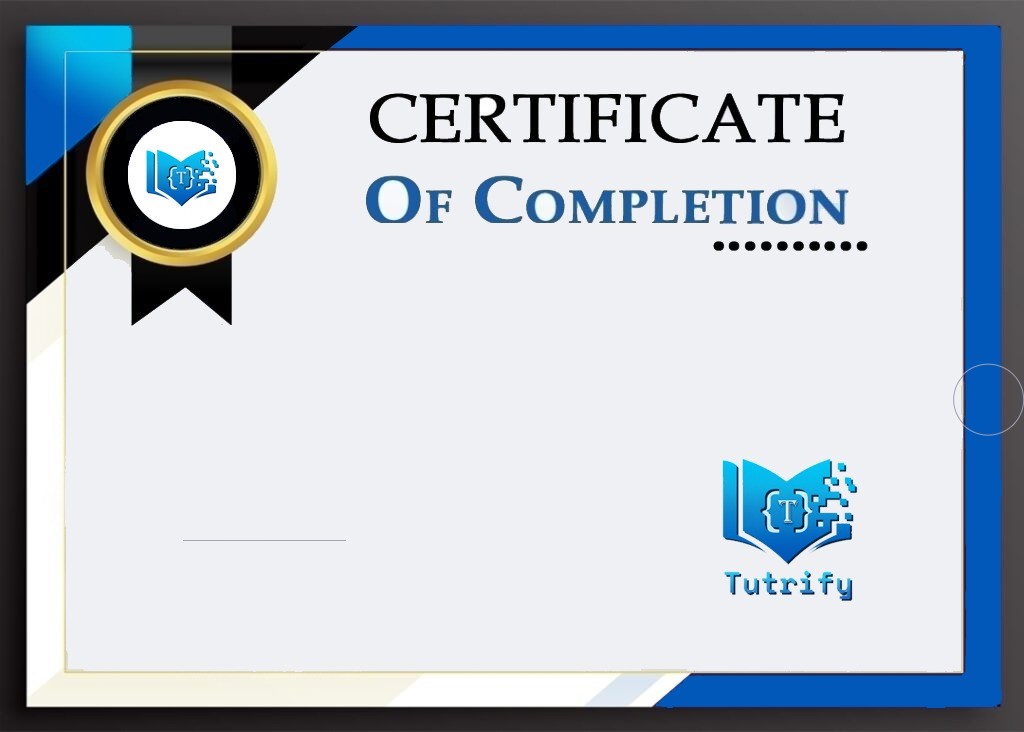 CERTIFICATE
OF COMPLETION
{T}
{T}
Tutrify